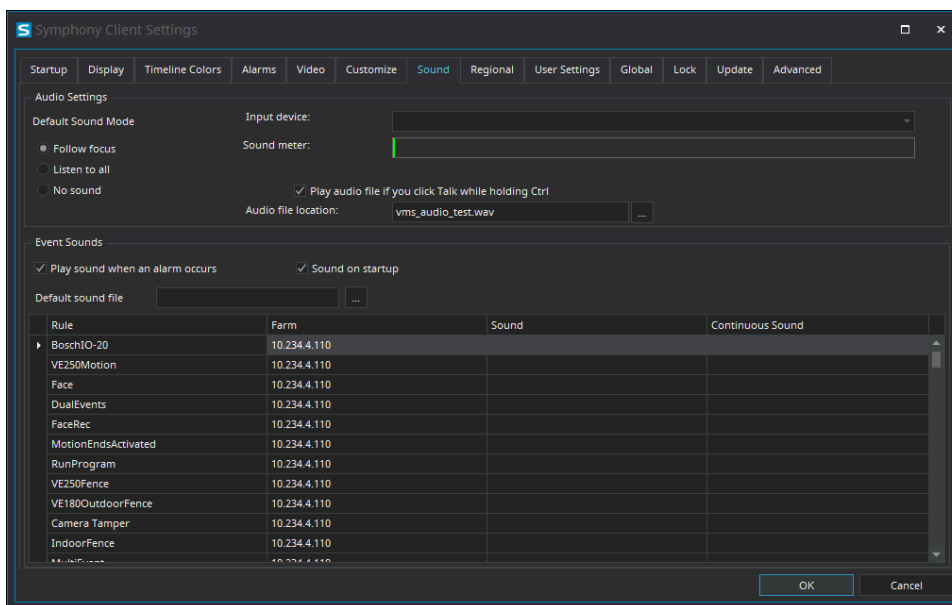 S Symphony Client Settings
Startup Display Timeline Colors Alarms Video Customize Sound Regional User Settings Global Lock Update Advanced
Audio Settings
Default Sound Mode Input device:
Follow focus Sound meter:
Listen to all
No sound Play audio file if you click Talk while holding Ctrl
Audio file location: vms_audio_test.wav ...
Event Sounds
Play sound when an alarm occurs Sound on startup
Default sound file ...
Rule Farm Sound Continuous Sound
BoschIO-20 10.234.4.110
VE250Motion 10.234.4.110
Face 10.234.4.110
DualEvents 10.234.4.110
FaceRec 10.234.4.110
MotionEndsActivated 10.234.4.110
RunProgram 10.234.4.110
VE250Fence 10.234.4.110
VE180OutdoorFence 10.234.4.110
Camera Tamper 10.234.4.110
IndoorFence 10.234.4.110
MultiEvent 10.234.4.110
OK Cancel